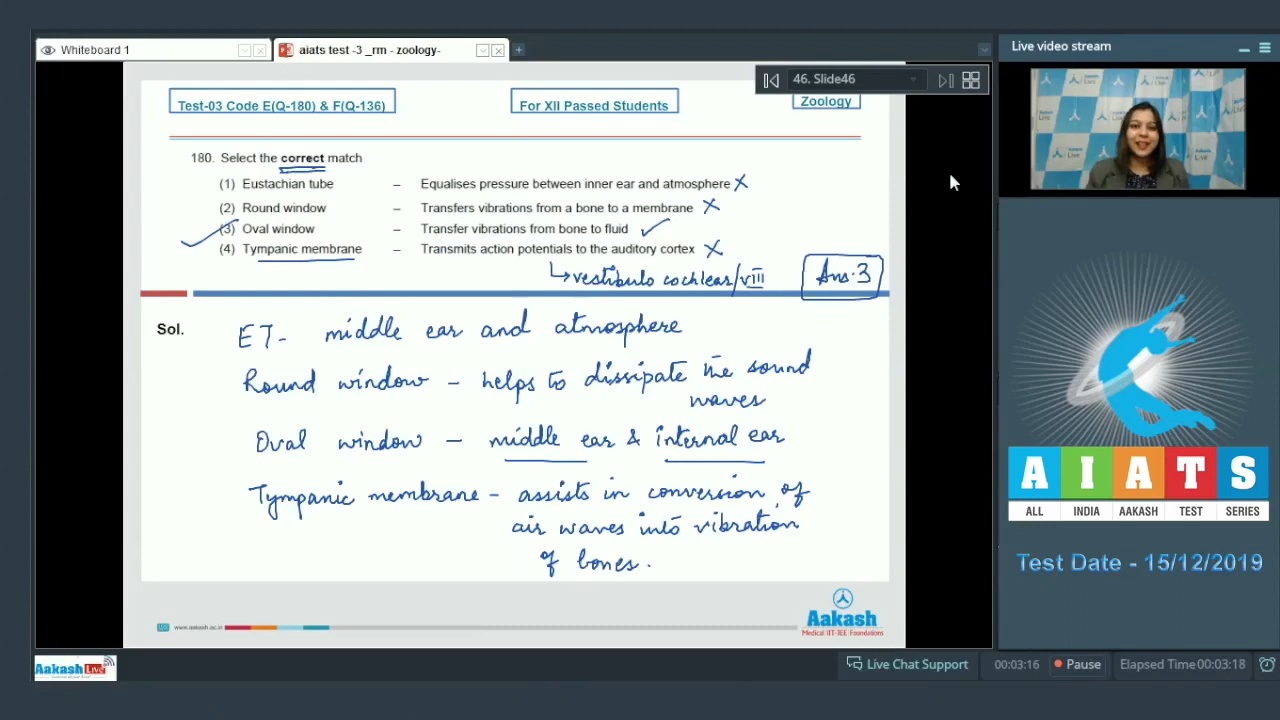 Whiteboard 1
aiats test -3 _rm - zoology-
Live video stream
46. Slide46
Test-03 Code E(Q-180) & F(Q-136)
For XII Passed Students
Zoology
180. Select the correct match
(1) Eustachian tube – Equalises pressure between inner ear and atmosphere
(2) Round window – Transfers vibrations from a bone to a membrane
(3) Oval window – Transfer vibrations from bone to fluid
(4) Tympanic membrane – Transmits action potentials to the auditory cortex
vestibulo cochlear/VIII
Ans. 3
Sol.
ET - middle ear and atmosphere
Round window - helps to dissipate the sound
waves
Oval window - middle ear & internal ear
Tympanic membrane - assists in conversion of
air waves into vibration
of bones.
AIATS
ALL INDIA AAKASH TEST SERIES
Test Date - 15/12/2019
www.aakash.ac.in
Aakash
Medical|IIT-JEE|Foundations
Aakash Live
Live Chat Support
00:03:16
Pause
Elapsed Time 00:03:18